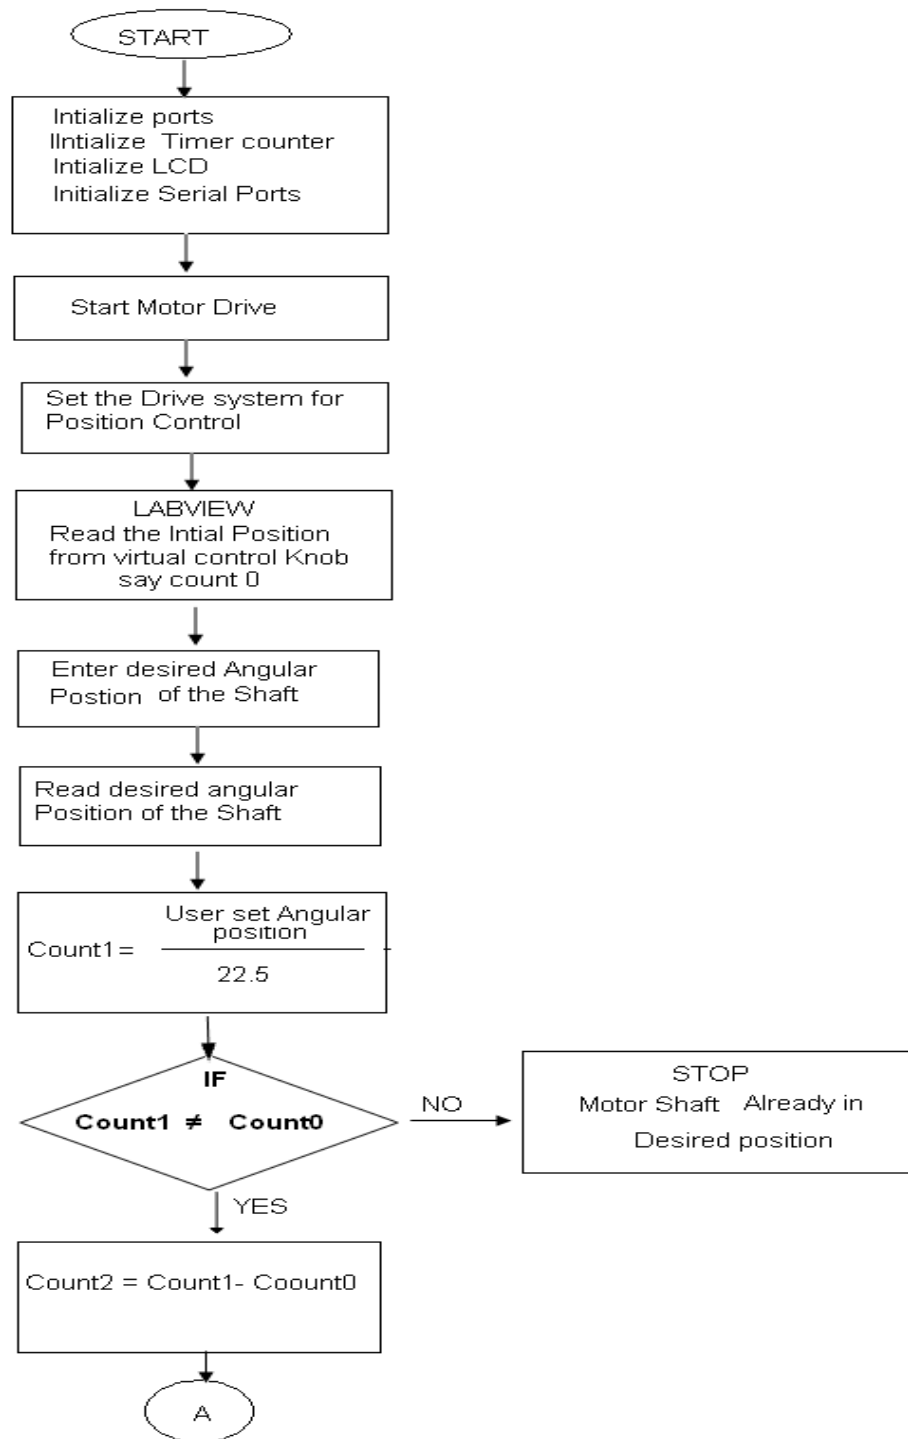 START
Intialize ports
IIntialize Timer counter
Intialize LCD
Initialize Serial Ports
Start Motor Drive
Set the Drive system for
Position Control
LABVIEW
Read the Intial Position
from virtual control Knob
say count 0
Enter desired Angular
Postion of the Shaft
Read desired angular
Position of the Shaft
User set Angular
position
Count1 =
22.5
IF
Count1 ≠ Count0
NO
STOP
Motor Shaft Already in
Desired position
YES
Count2 = Count1- Coount0
A